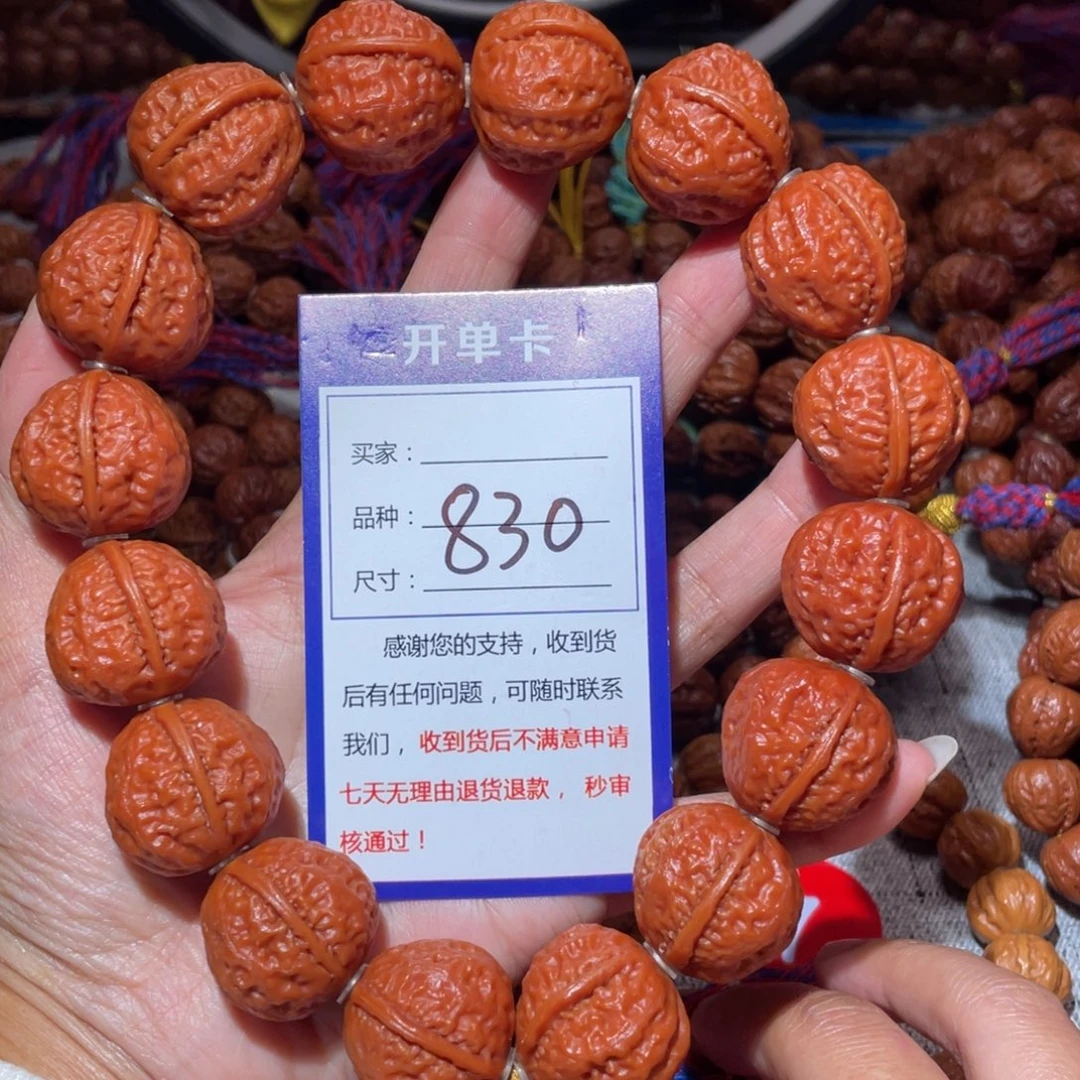 开单卡
买家：
品种：830
尺寸：
感谢您的支持，收到货
后有任何问题，可随时联系
我们，收到货后不满意申请
七天无理由退货退款，秒审
核通过！